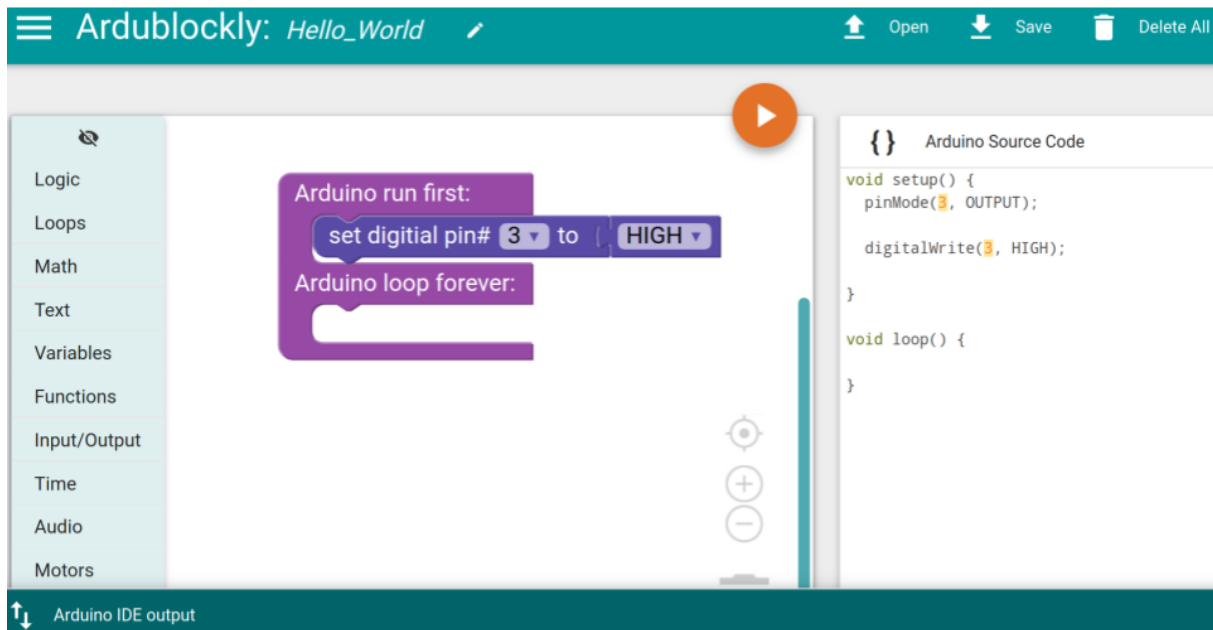 Ardublockly: Hello_World
Open
Save
Delete All
Logic
Loops
Math
Text
Variables
Functions
Input/Output
Time
Audio
Motors
Arduino run first:
set digitial pin# 3 to HIGH
Arduino loop forever:
{ } Arduino Source Code
void setup() {
pinMode(3, OUTPUT);
digitalWrite(3, HIGH);
}
void loop() {
}
Arduino IDE output